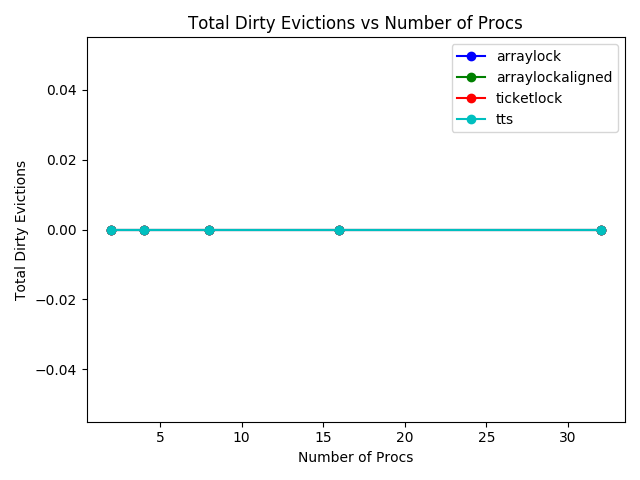 Total Dirty Evictions vs Number of Procs
arraylock
arraylockaligned
ticketlock
tts
Total Dirty Evictions
0.04
0.02
0.00
−0.02
−0.04
5 10 15 20 25 30
Number of Procs